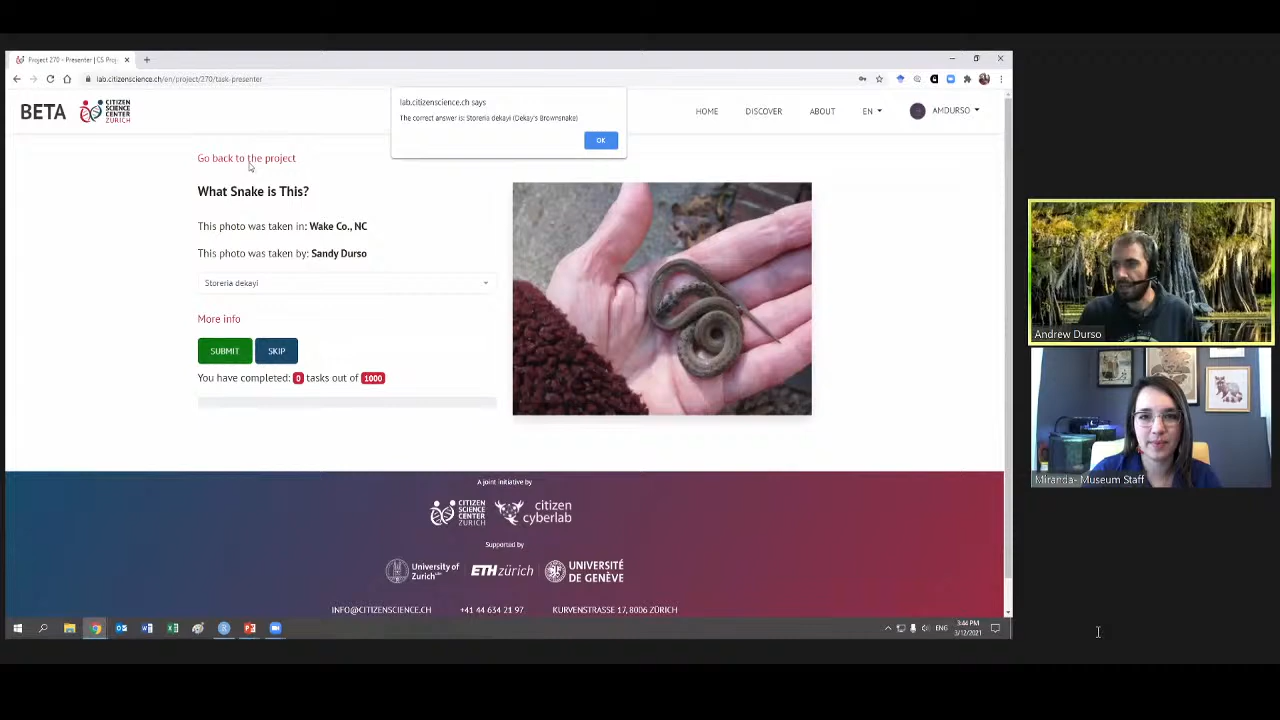 Project 270 - Presenter | CS Proj
lab.citizenscience.ch/en/project/270/task-presenter
lab.citizenscience.ch says
The correct answer is: Storeria dekayi (Dekay's Brownsnake)
OK
BETA
CITIZEN
SCIENCE
CENTER
ZURICH
HOME
DISCOVER
ABOUT
EN
AMDURSO
Go back to the project
What Snake is This?
This photo was taken in: Wake Co., NC
This photo was taken by: Sandy Durso
Storeria dekayi
More info
SUBMIT
SKIP
You have completed: 0 tasks out of 1000
Andrew Durso
Miranda- Museum Staff
A joint initiative by
CITIZEN
SCIENCE
CENTER
ZURICH
citizen
cyberlab
Supported by
University of
Zurich
ETH zürich
UNIVERSITÉ
DE GENÈVE
INFO@CITIZENSCIENCE.CH
+41 44 634 21 97
KURVENSTRASSE 17, 8006 ZÜRICH
ENG
3:44 PM
3/12/2021